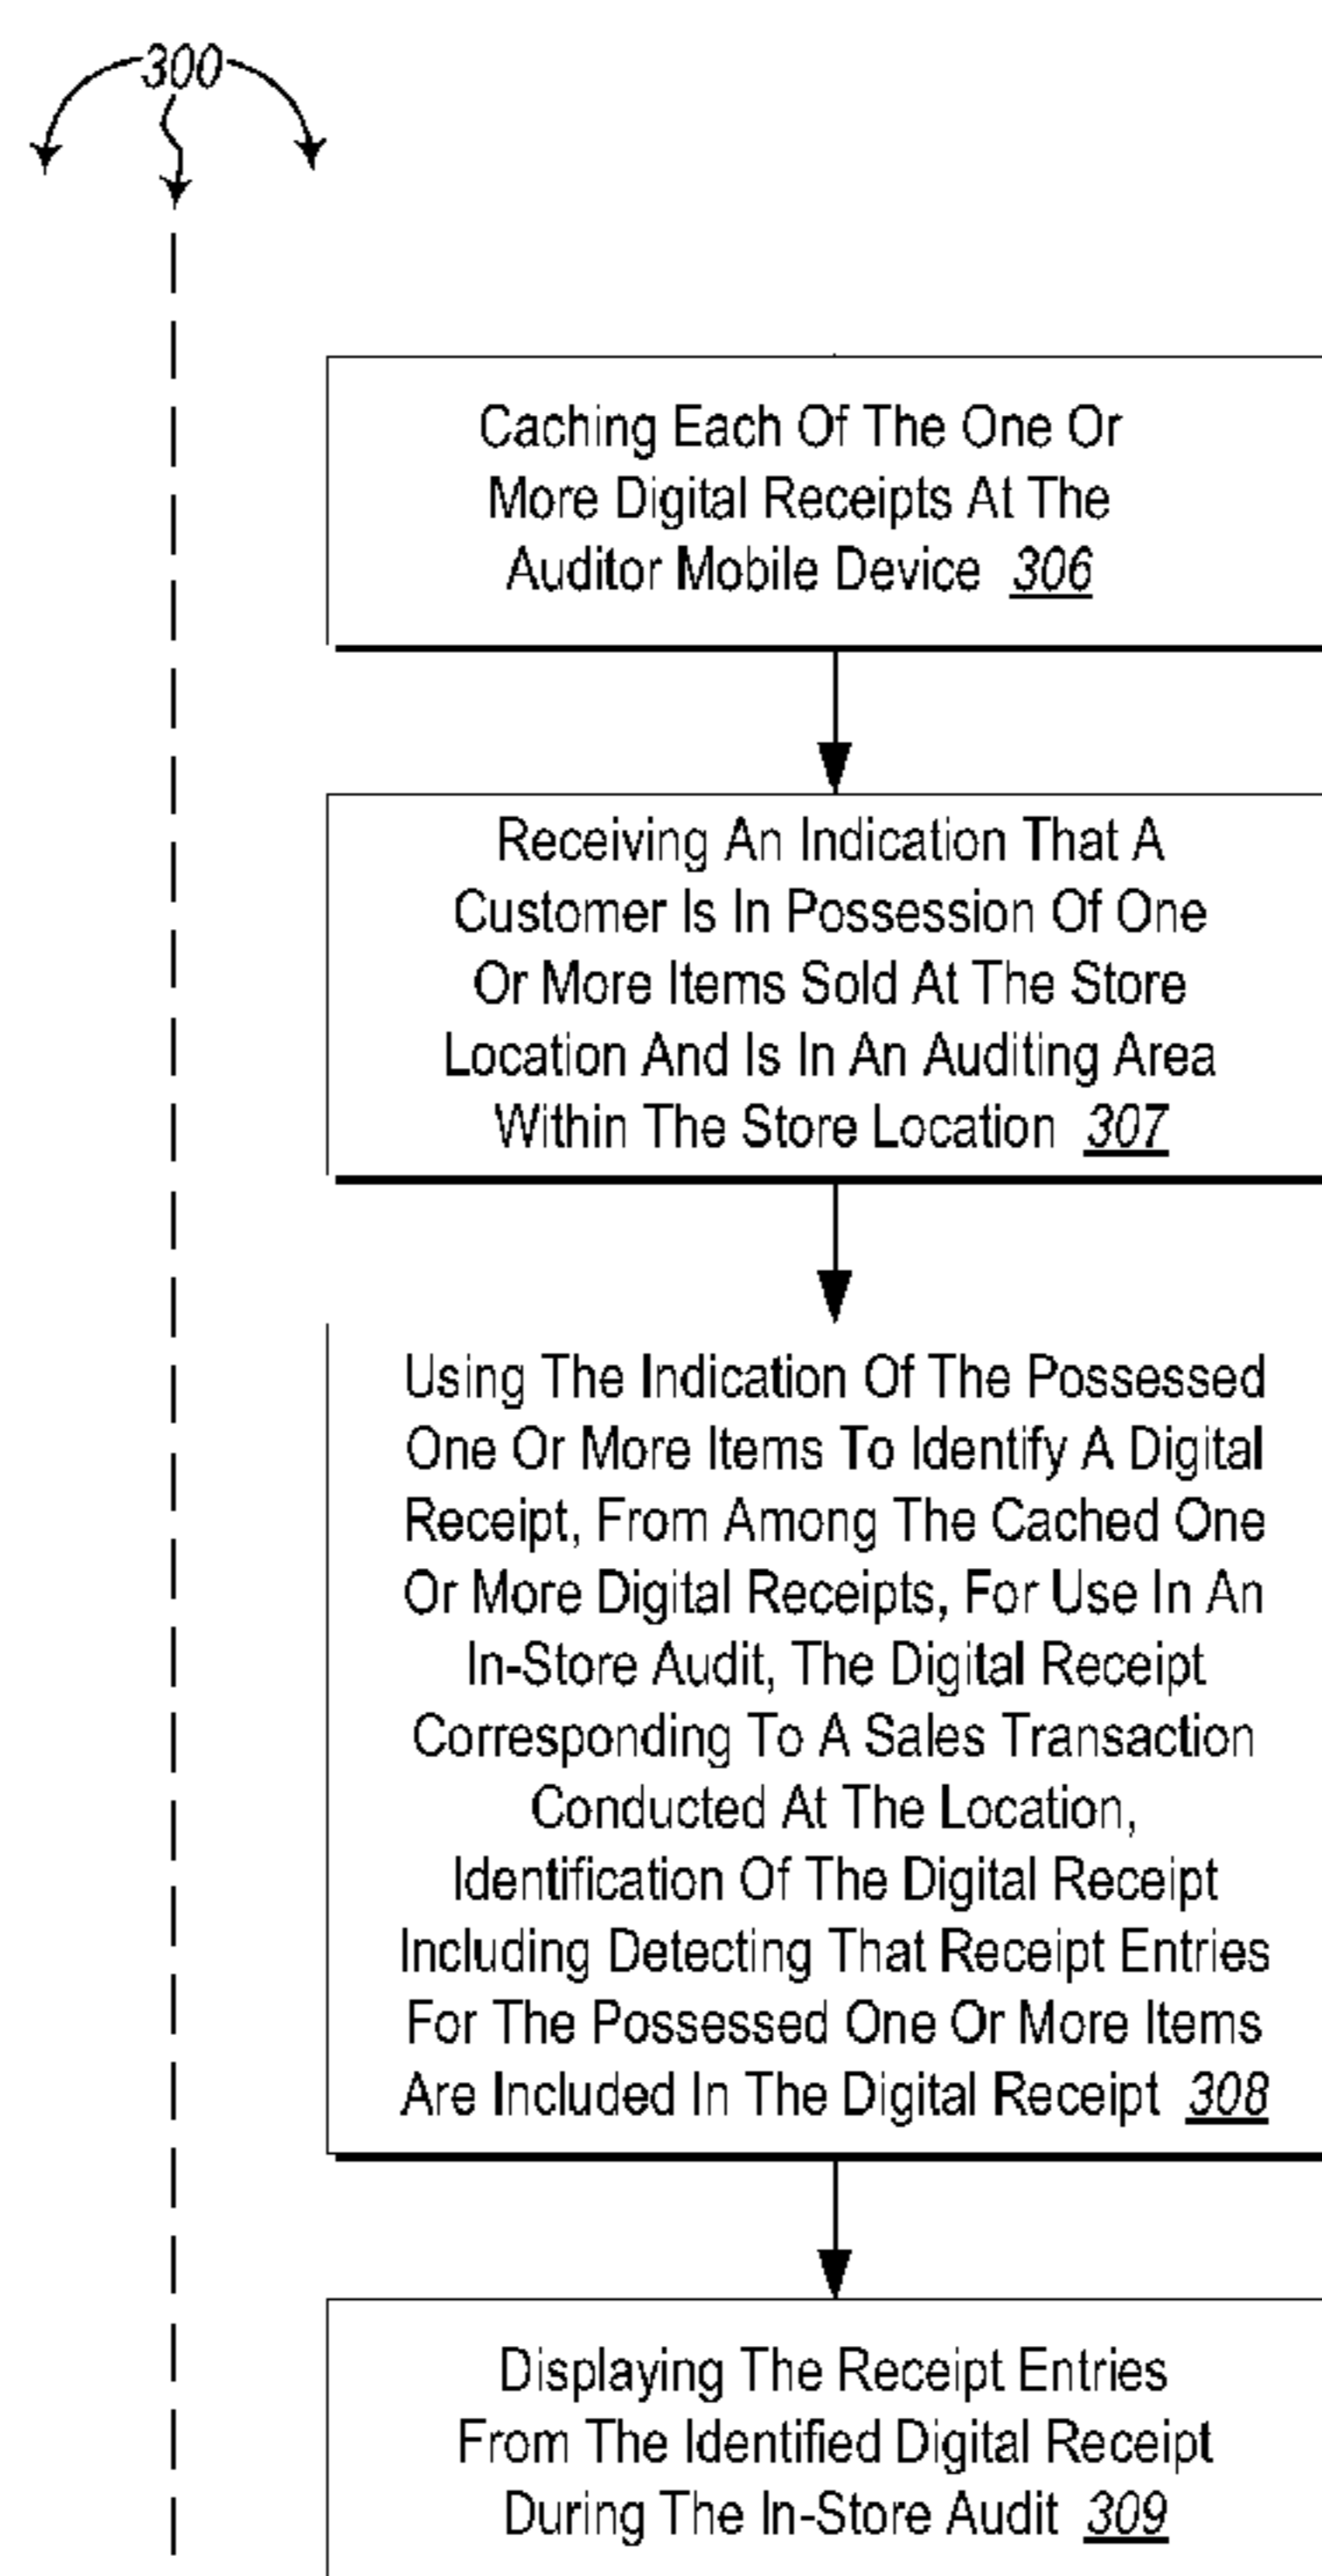 300
Caching Each Of The One Or
More Digital Receipts At The
Auditor Mobile Device 306
Receiving An Indication That A
Customer Is In Possession Of One
Or More Items Sold At The Store
Location And Is In An Auditing Area
Within The Store Location 307
Using The Indication Of The Possessed
One Or More Items To Identify A Digital
Receipt, From Among The Cached One
Or More Digital Receipts, For Use In An
In-Store Audit, The Digital Receipt
Corresponding To A Sales Transaction
Conducted At The Location,
Identification Of The Digital Receipt
Including Detecting That Receipt Entries
For The Possessed One Or More Items
Are Included In The Digital Receipt 308
Displaying The Receipt Entries
From The Identified Digital Receipt
During The In-Store Audit 309